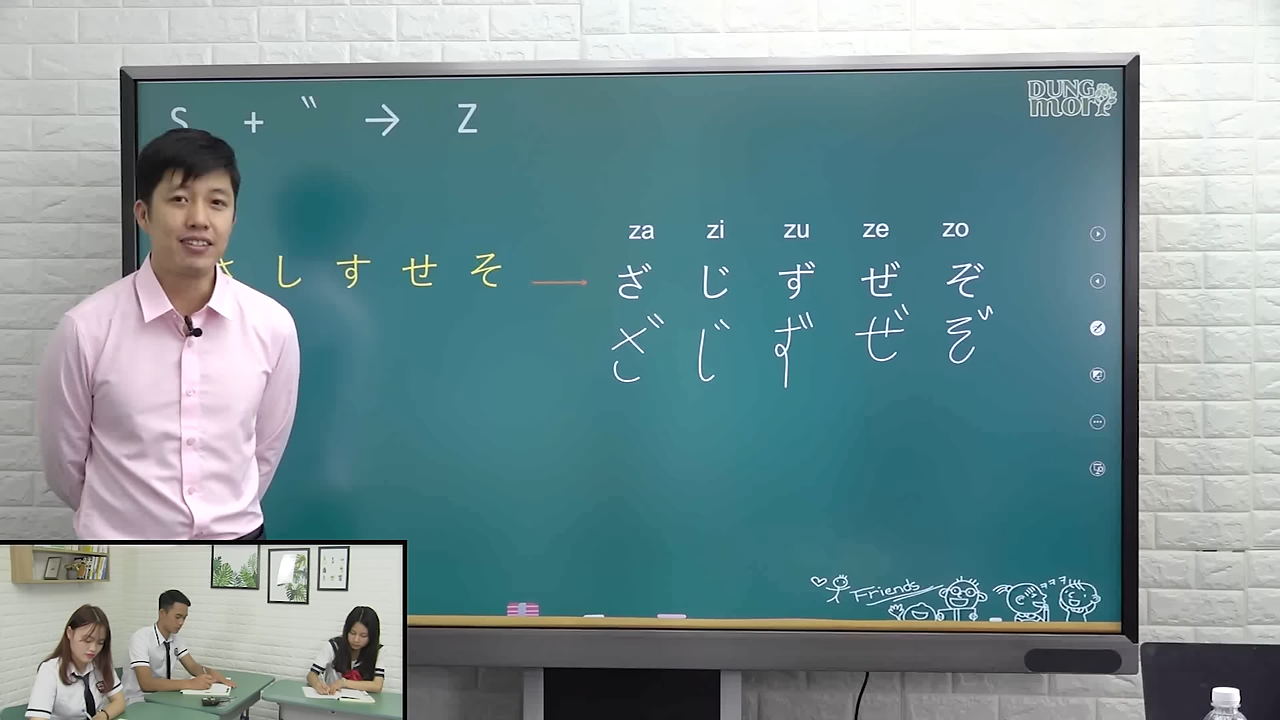 S + ゛ → Z
DUNG
mori
za zi zu ze zo
さ し す せ そ → ざ じ ず ぜ ぞ
ざ じ ず ぜ ぞ
Friends
???